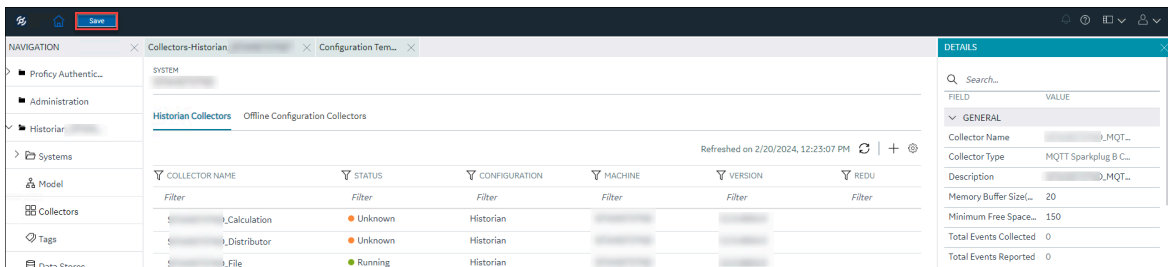 Save
NAVIGATION
Collectors-Historian
Configuration Tem...
DETAILS
Proficy Authentic...
Administration
Historian
Systems
Model
Collectors
Tags
Data Stores
SYSTEM
Historian Collectors Offline Configuration Collectors
Refreshed on 2/20/2024, 12:23:07 PM
COLLECTOR NAME STATUS CONFIGURATION MACHINE VERSION REDU
Filter Filter Filter Filter Filter Filter
_Calculation Unknown Historian
_Distributor Unknown Historian
_File Running Historian
Search...
FIELD VALUE
GENERAL
Collector Name _MQT...
Collector Type MQTT Sparkplug B C...
Description _MQT...
Memory Buffer Size(... 20
Minimum Free Space... 150
Total Events Collected 0
Total Events Reported 0